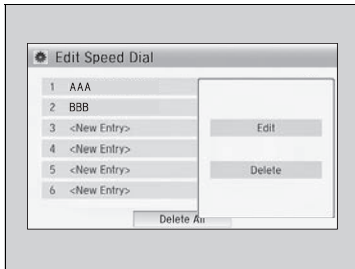 Edit Speed Dial
1 AAA
2 BBB
3 <New Entry>
4 <New Entry>
5 <New Entry>
6 <New Entry>
Edit
Delete
Delete All